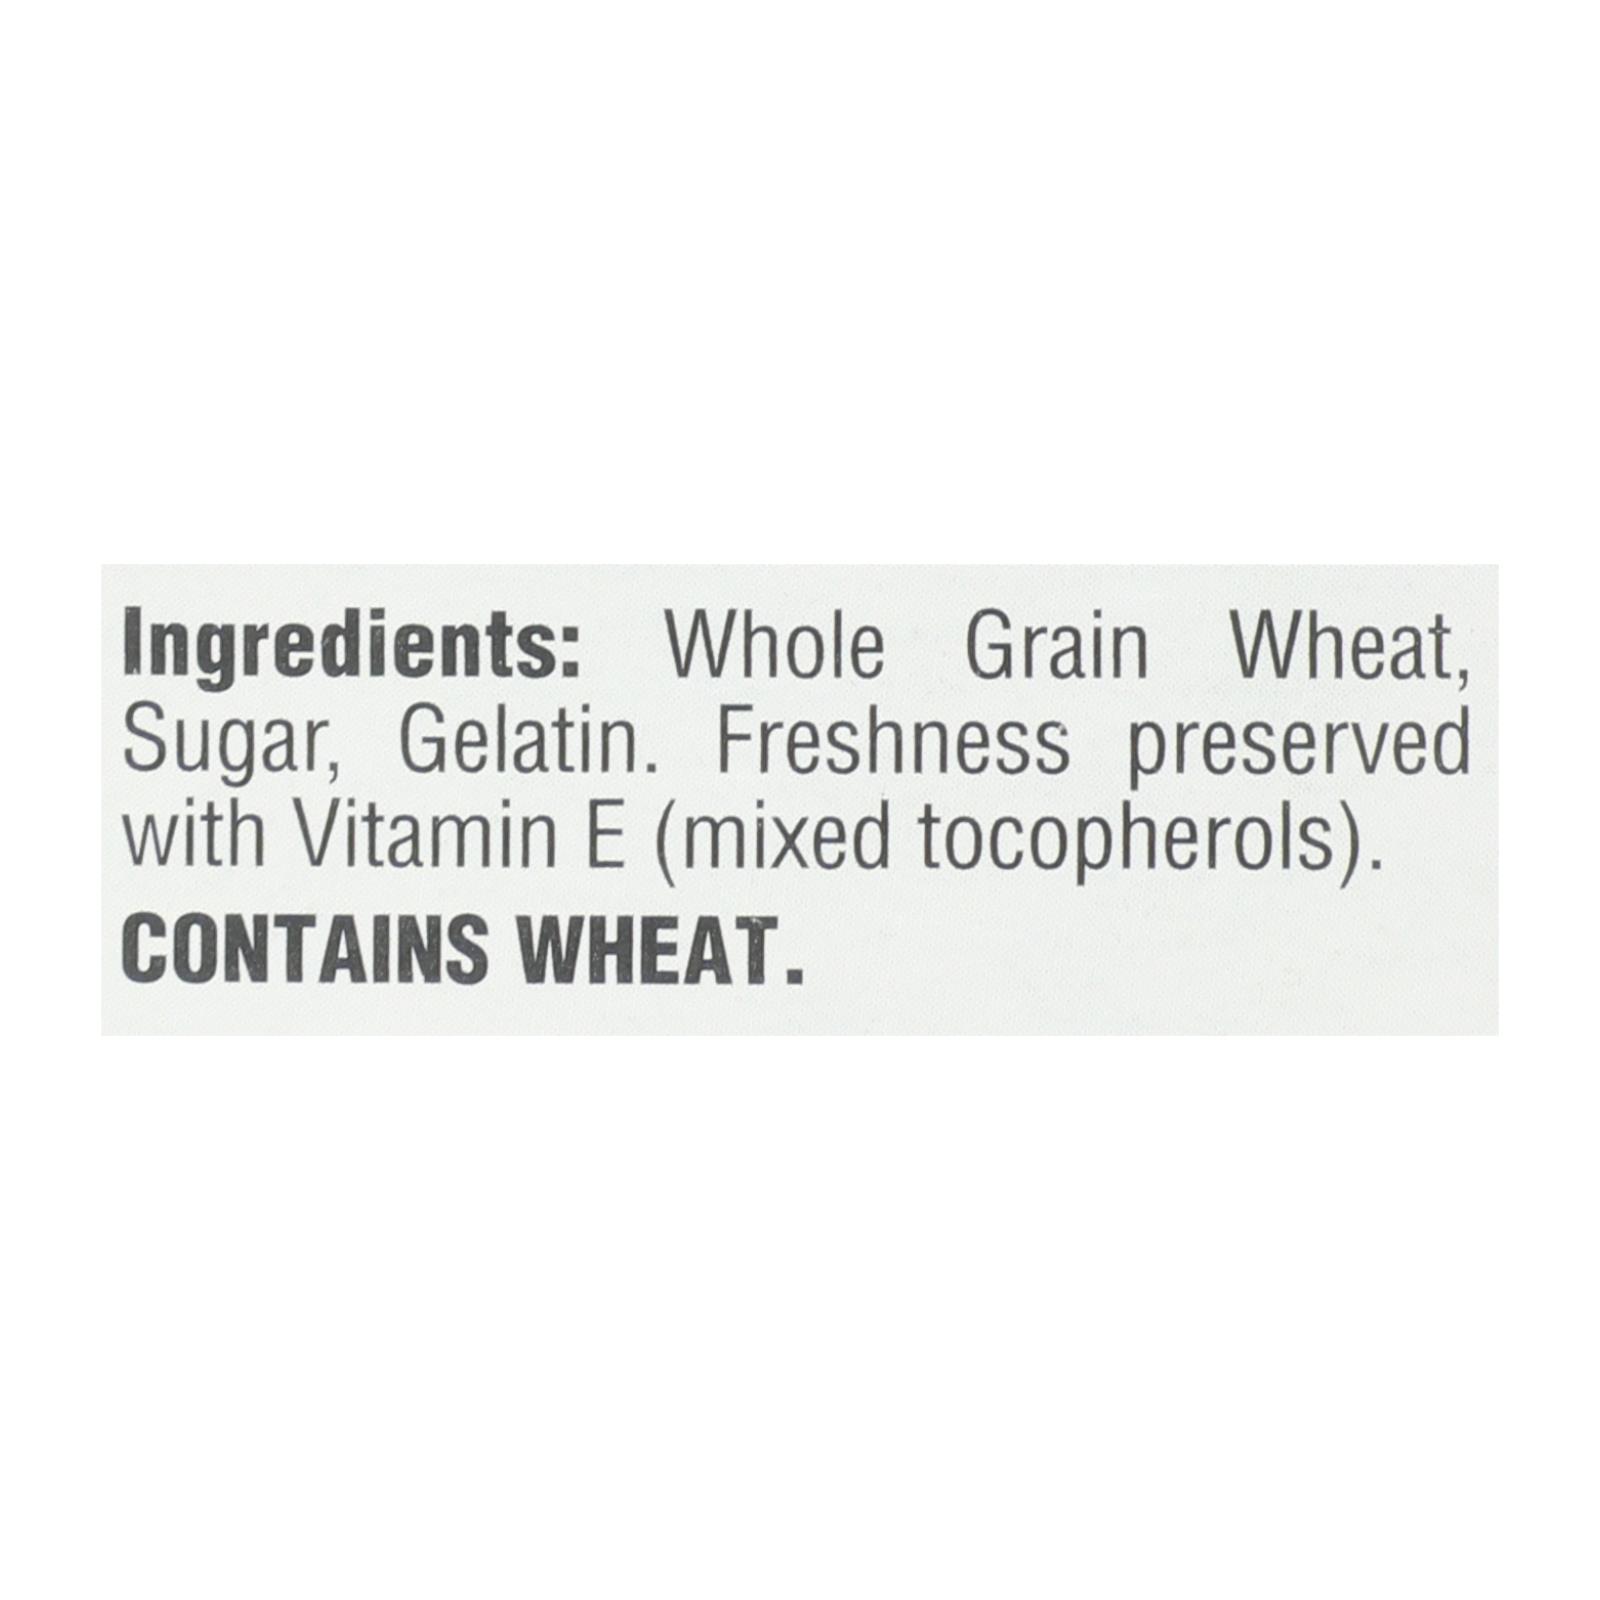 Ingredients: Whole Grain Wheat,
Sugar, Gelatin. Freshness preserved
with Vitamin E (mixed tocopherols).
CONTAINS WHEAT.